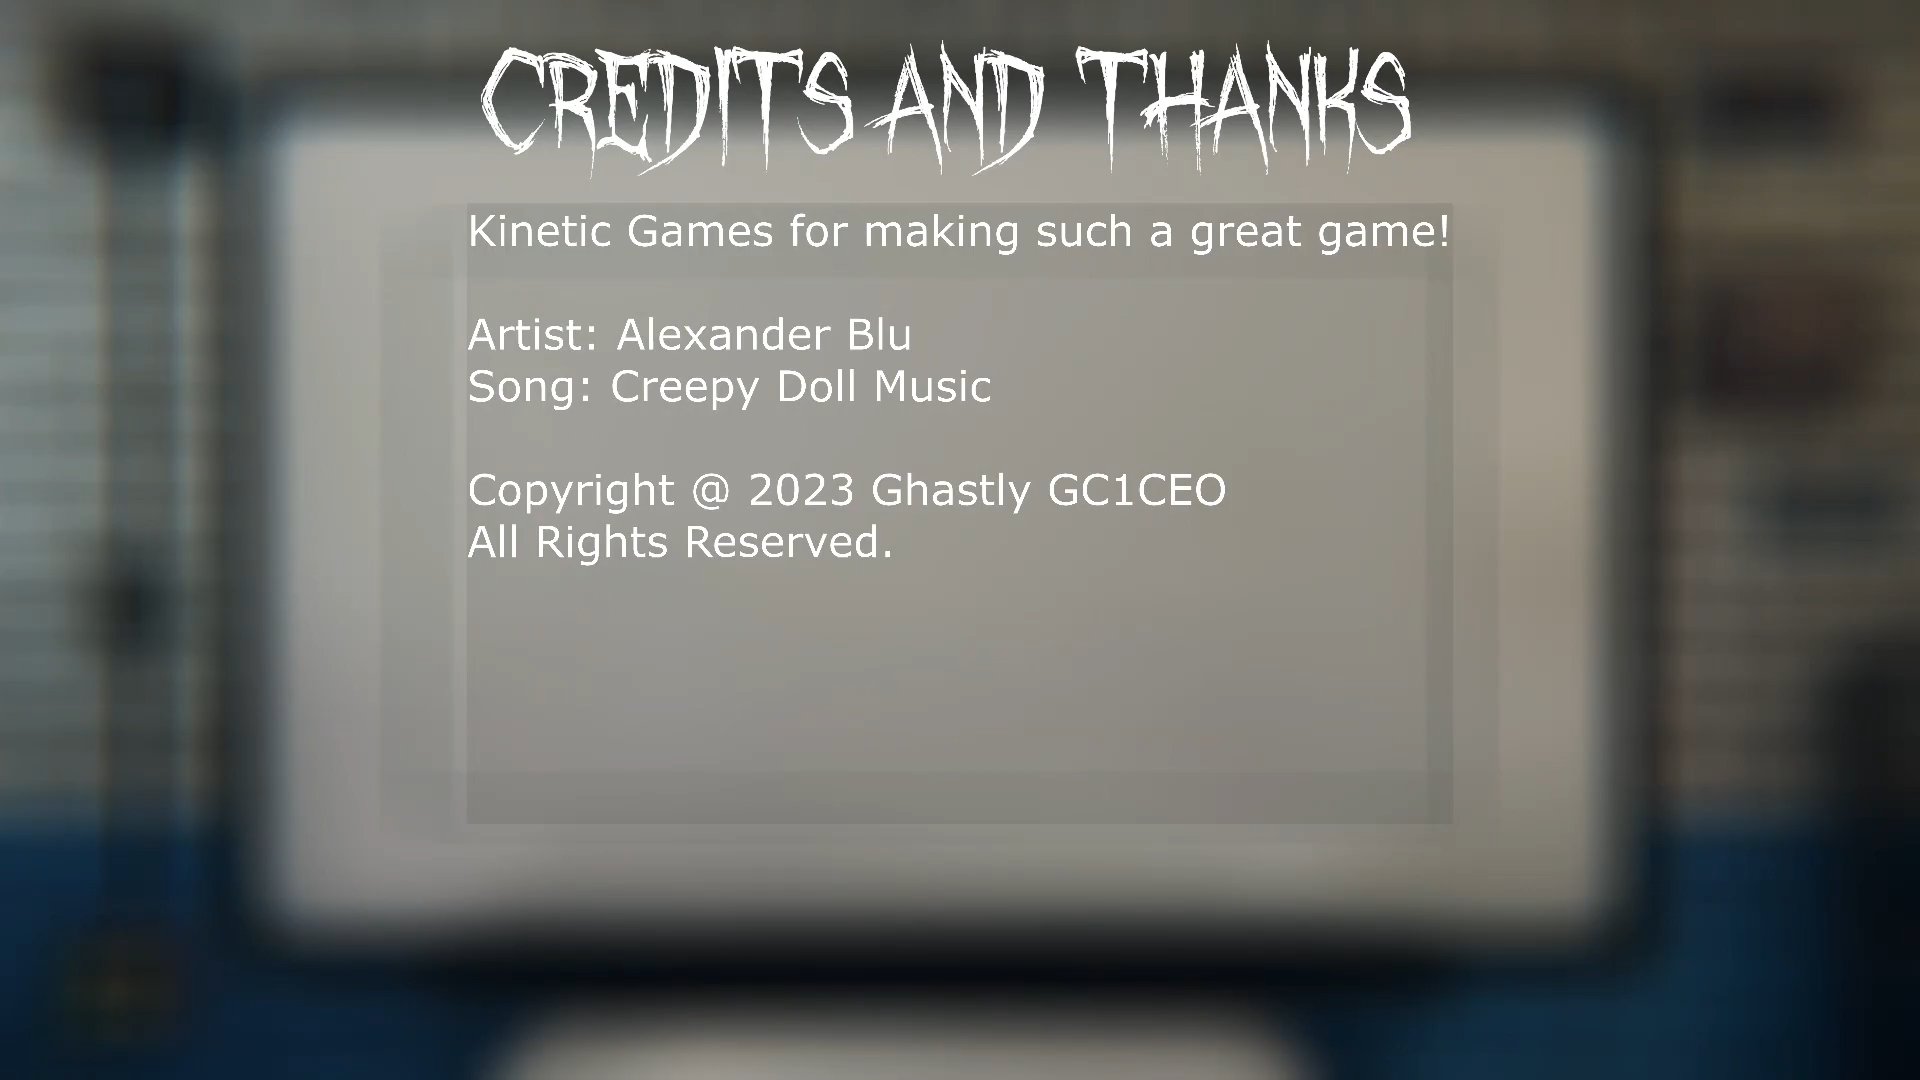 CREDITS AND THANKS
Kinetic Games for making such a great game!
Artist: Alexander Blu
Song: Creepy Doll Music
Copyright @ 2023 Ghastly GC1CEO
All Rights Reserved.